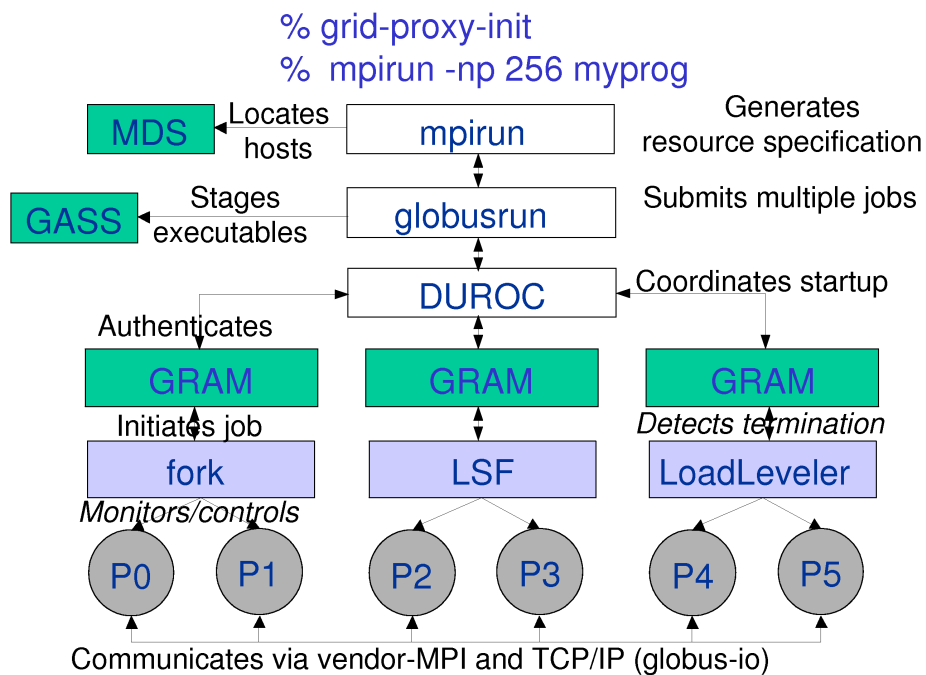 % grid-proxy-init
% mpirun -np 256 myprog
MDS
Locates
hosts
mpirun
Generates
resource specification
GASS
Stages
executables
globusrun
Submits multiple jobs
DUROC
Coordinates startup
Authenticates
GRAM
GRAM
GRAM
Initiates job
Detects termination
fork
LSF
LoadLeveler
Monitors/controls
P0
P1
P2
P3
P4
P5
Communicates via vendor-MPI and TCP/IP (globus-io)